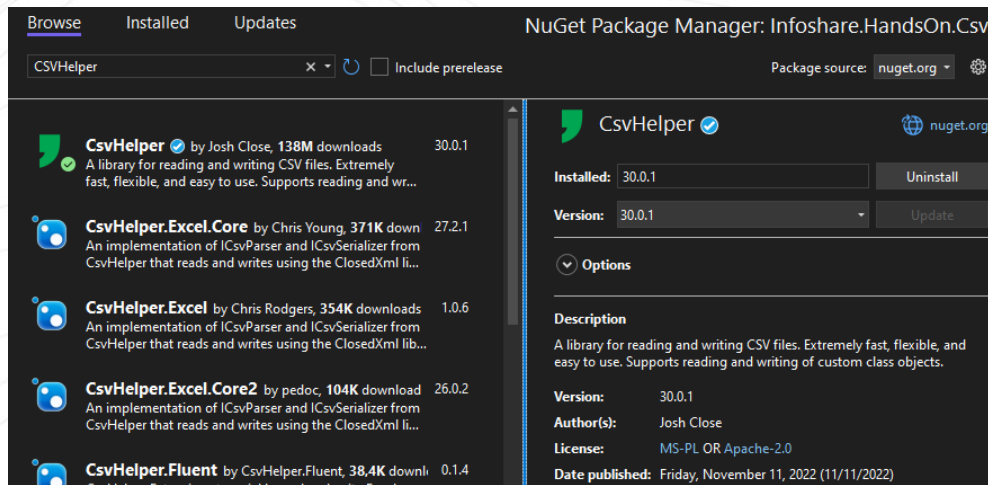 Browse Installed Updates
NuGet Package Manager: Infoshare.HandsOn.Csv
CSVHelper
Include prerelease
Package source: nuget.org
CsvHelper by Josh Close, 138M downloads 30.0.1
A library for reading and writing CSV files. Extremely
fast, flexible, and easy to use. Supports reading and wr...
CsvHelper.Excel.Core by Chris Young, 371K down 27.2.1
An implementation of ICsvParser and ICsvSerializer from
CsvHelper that reads and writes using the ClosedXml li...
CsvHelper.Excel by Chris Rodgers, 354K downloads 1.0.6
An implementation of ICsvParser and ICsvSerializer from
CsvHelper that reads and writes using the ClosedXml lib...
CsvHelper.Excel.Core2 by pedoc, 104K download 26.0.2
An implementation of ICsvParser and ICsvSerializer from
CsvHelper that reads and writes using the ClosedXml li...
CsvHelper.Fluent by CsvHelper.Fluent, 38,4K downl 0.1.4
CsvHelper
nuget.org
Installed: 30.0.1 Uninstall
Version: 30.0.1 Update
Options
Description
A library for reading and writing CSV files. Extremely fast, flexible, and
easy to use. Supports reading and writing of custom class objects.
Version: 30.0.1
Author(s): Josh Close
License: MS-PL OR Apache-2.0
Date published: Friday, November 11, 2022 (11/11/2022)